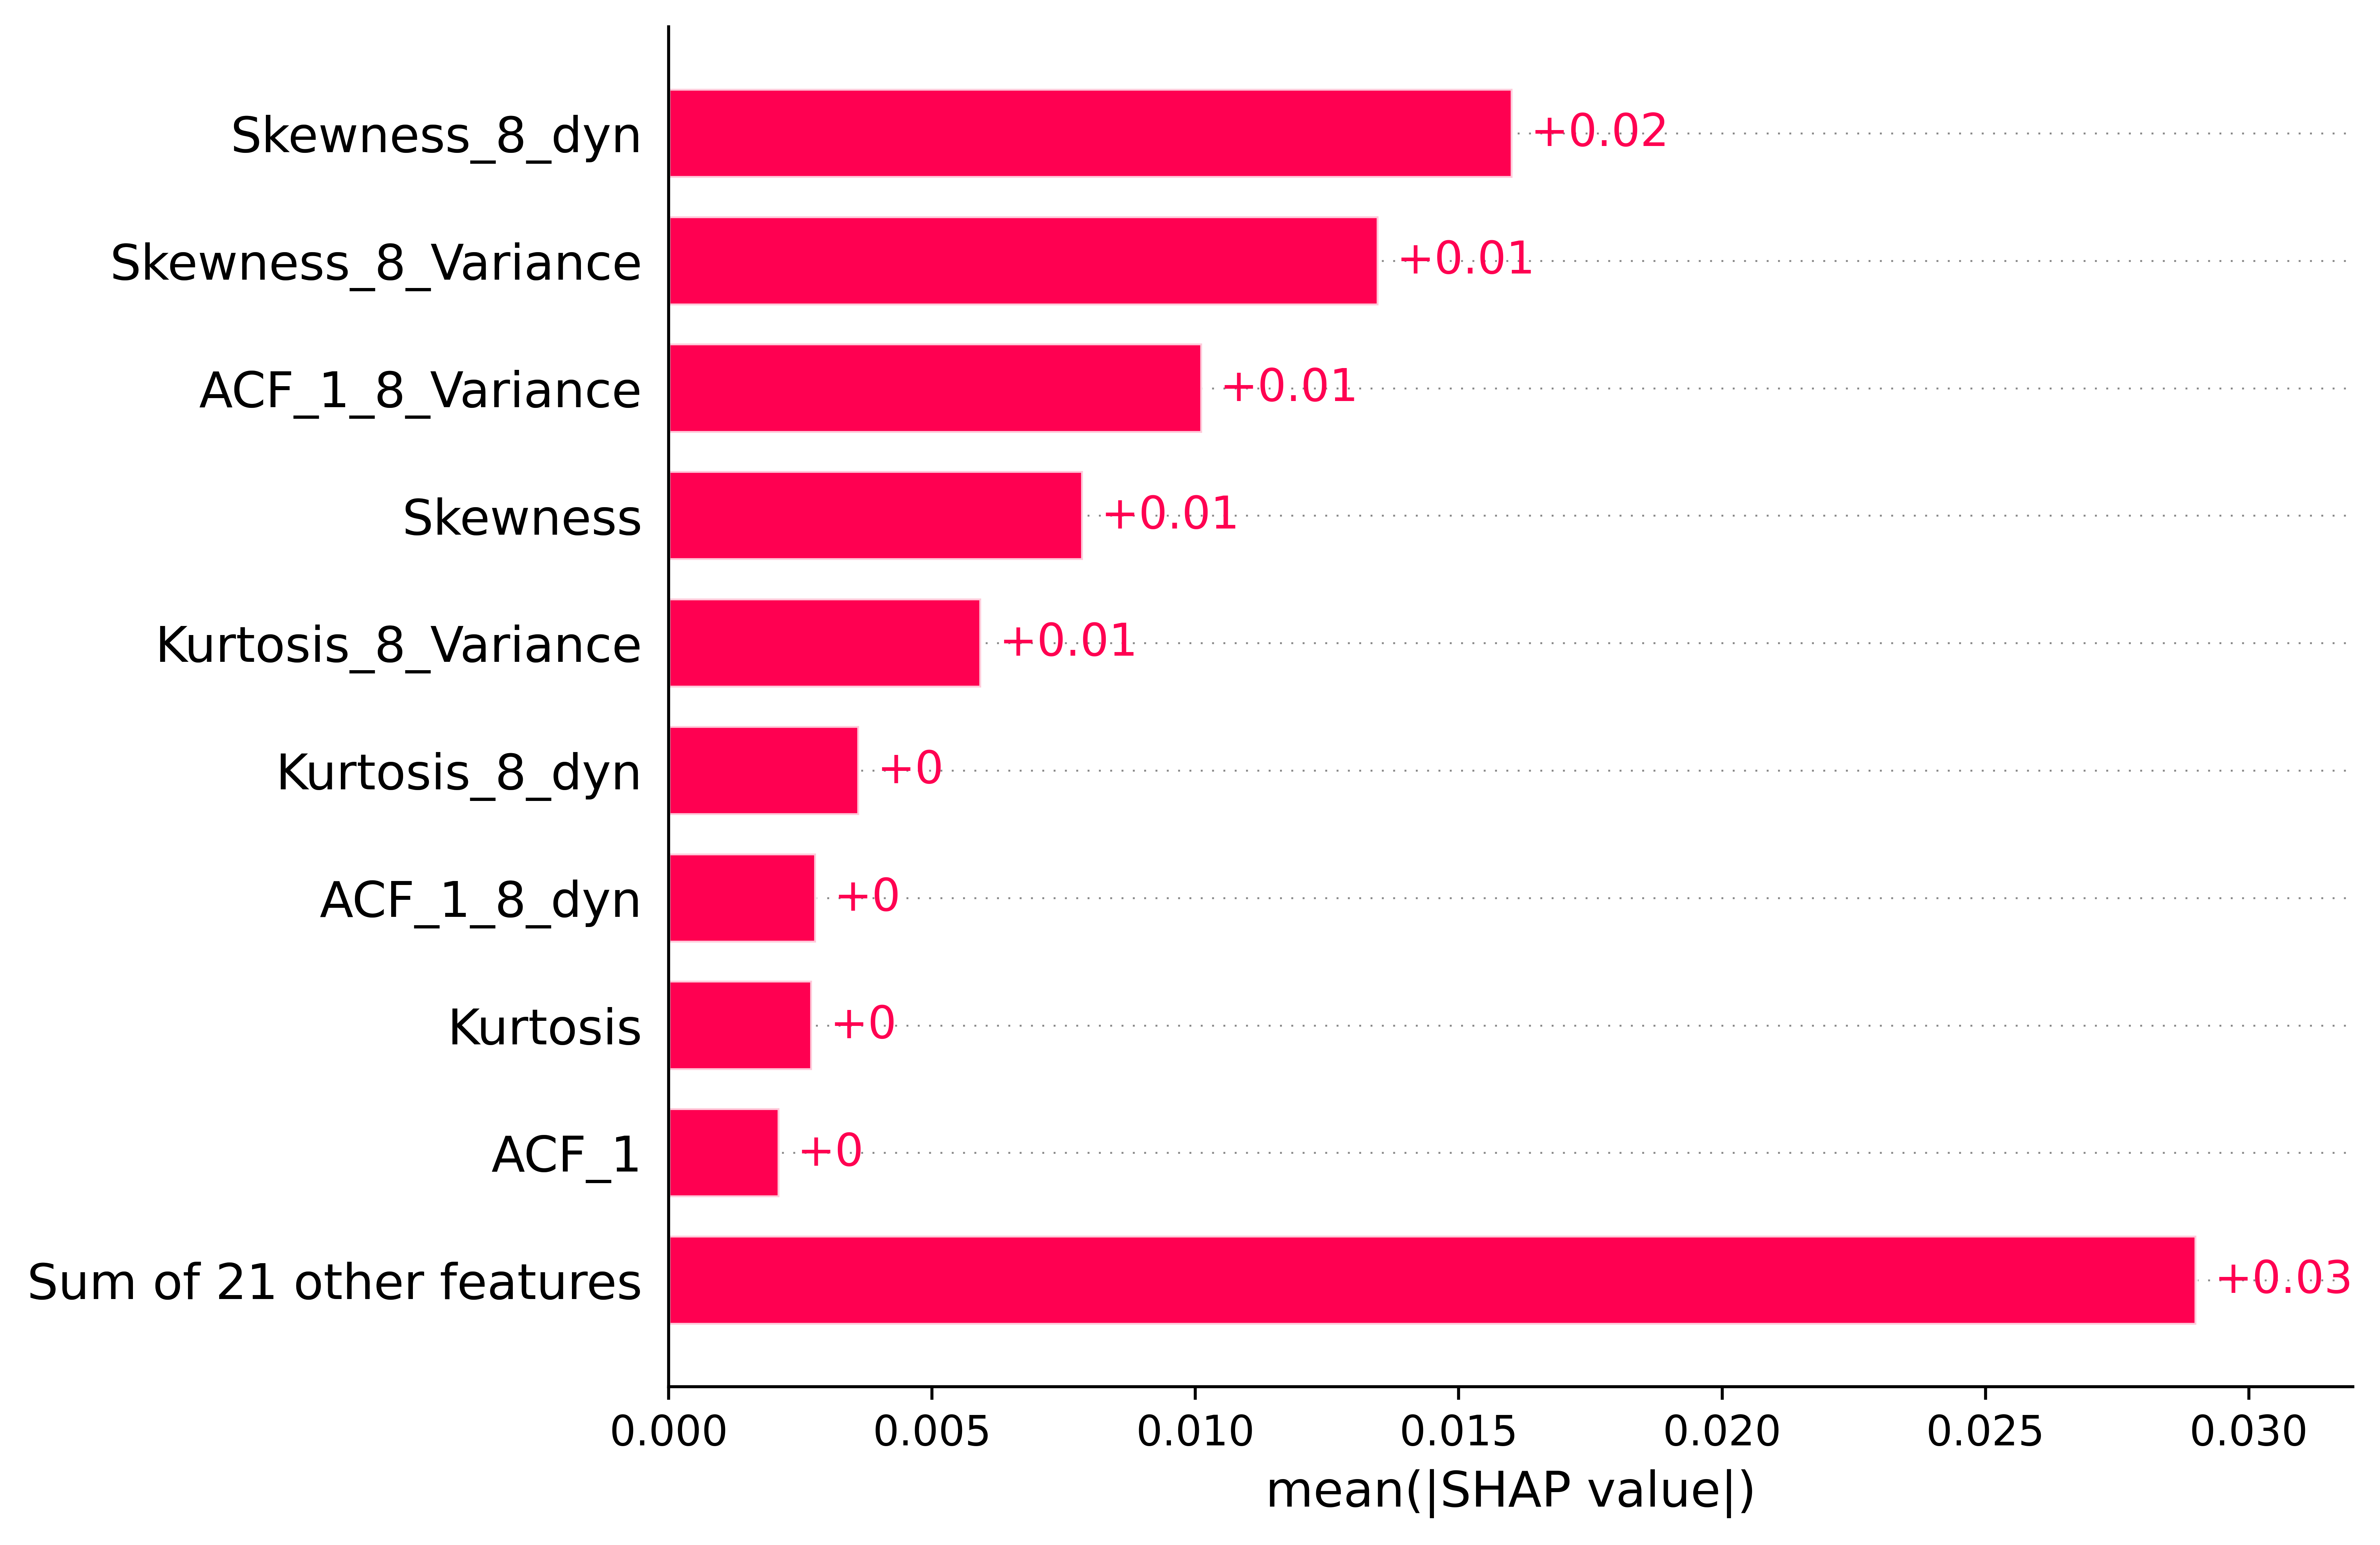 Skewness_8_dyn +0.02
Skewness_8_Variance +0.01
ACF_1_8_Variance +0.01
Skewness +0.01
Kurtosis_8_Variance +0.01
Kurtosis_8_dyn +0
ACF_1_8_dyn +0
Kurtosis +0
ACF_1 +0
Sum of 21 other features +0.03
0.000 0.005 0.010 0.015 0.020 0.025 0.030
mean(|SHAP value|)